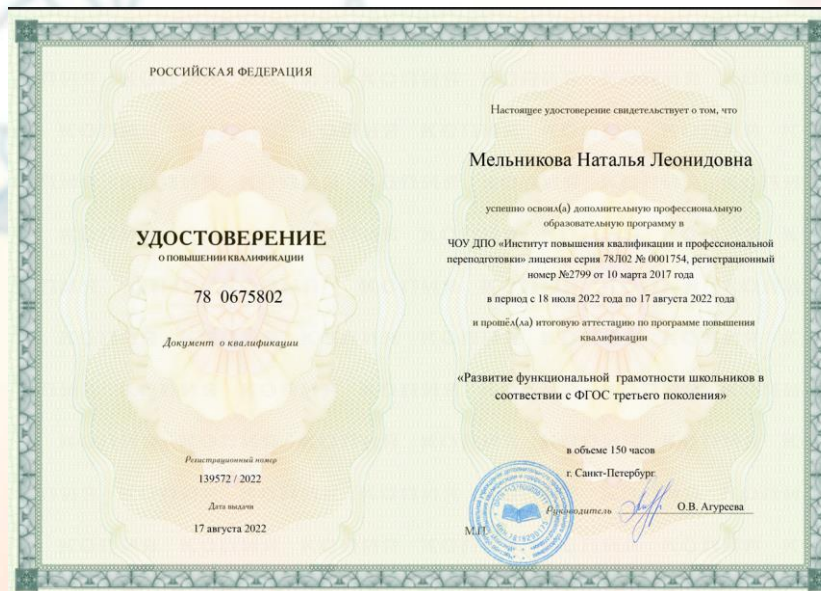 РОССИЙСКАЯ ФЕДЕРАЦИЯ
УДОСТОВЕРЕНИЕ
О ПОВЫШЕНИИ КВАЛИФИКАЦИИ
78 0675802
Документ о квалификации
Регистрационный номер
139572 / 2022
Дата выдачи
17 августа 2022
Настоящее удостоверение свидетельствует о том, что
Мельникова Наталья Леонидовна
успешно освоил(а) дополнительную профессиональную
образовательную программу в
ЧОУ ДПО «Институт повышения квалификации и профессиональной
переподготовки» лицензия серия 78Л02 № 0001754, регистрационный
номер №2799 от 10 марта 2017 года
в период с 18 июля 2022 года по 17 августа 2022 года
и прошёл(ла) итоговую аттестацию по программе повышения
квалификации
«Развитие функциональной грамотности школьников в
соотвествии с ФГОС третьего поколения»
в объеме 150 часов
г. Санкт-Петербург
Руководитель О.В. Агуреева
М.П.